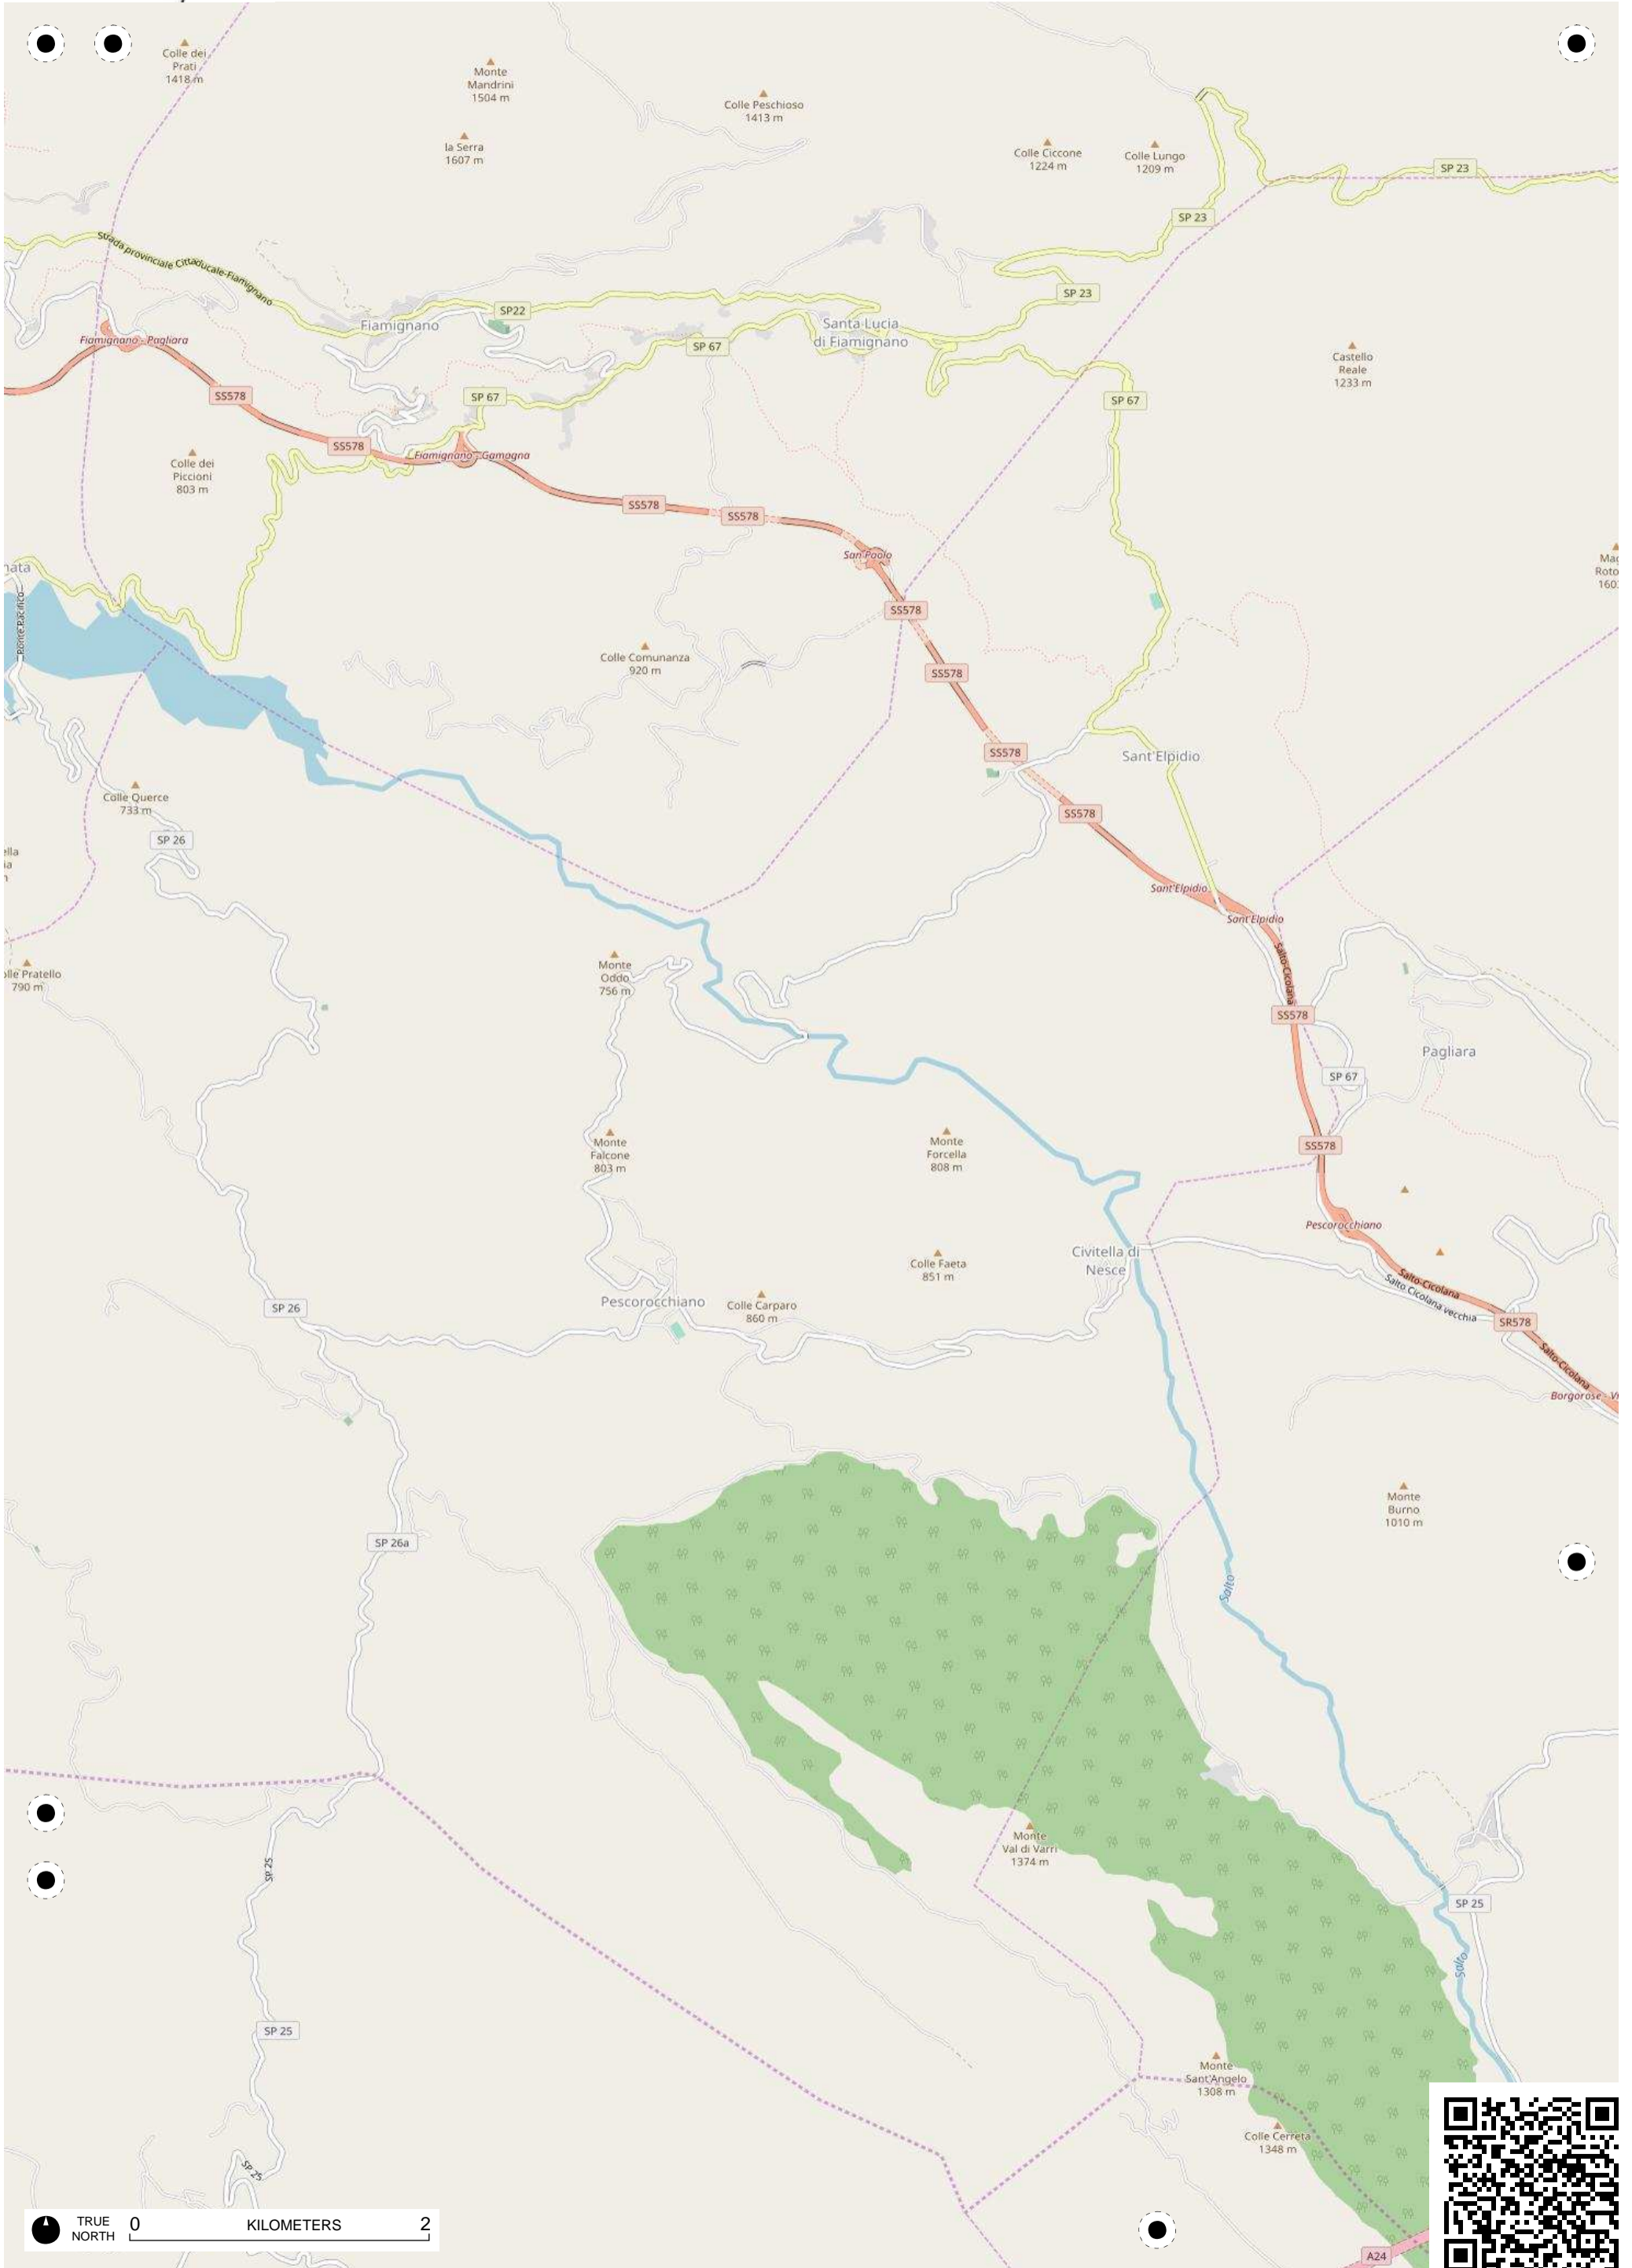 Colle dei
Prati
1418 m
Monte
Mandrini
1504 m
Colle Peschioso
1413 m
la Serra
1607 m
Colle Ciccone
1224 m
Colle Lungo
1209 m
SP 23
SP 23
Strada provinciale Cittaducale-Fiamignano
SP 23
SP22
Fiamignano
Santa Lucia
di Fiamignano
Fiamignano - Pagliara
SP 67
Castello
Reale
1233 m
SS578
SP 67
SP 67
SS578
Fiamignano - Gamagna
Colle dei
Piccioni
803 m
SS578
SS578
San Paolo
SS578
Colle Comunanza
920 m
SS578
SS578
Sant'Elpidio
Colle Querce
733 m
SS578
SP 26
Sant'Elpidio
Sant'Elpidio
Salto-Cicolana
Monte
Oddo
756 m
790 m
SS578
Pagliara
SP 67
Monte
Falcone
803 m
Monte
Forcella
808 m
SS578
Pescorocchiano
Civitella di
Nesce
Colle Faeta
851 m
Salto-Cicolana
Salto Cicolana vecchia
Pescorocchiano
Colle Carparo
860 m
SP 26
SR578
Salto-Cicolana
Monte
Burno
1010 m
SP 26a
Salto
Monte
Val di Varri
1374 m
SP 25
SP 25
Salto
SP 25
Monte
Sant'Angelo
1308 m
Colle Cerreta
1348 m
SP 25
TRUE
NORTH
0 KILOMETERS 2
A24